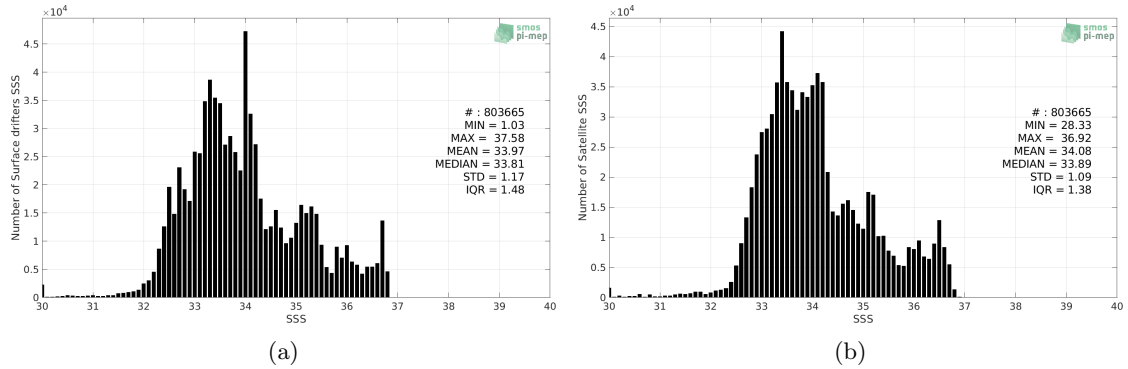 ×10⁴
smos
pi-mep
4.5
4
3.5
3
2.5
2
1.5
1
0.5
0
Number of Surface drifters SSS
# : 803665
MIN = 1.03
MAX = 37.58
MEAN = 33.97
MEDIAN = 33.81
STD = 1.17
IQR = 1.48
30 31 32 33 34 35 36 37 38 39 40
SSS
(a)
×10⁴
smos
pi-mep
4.5
4
3.5
3
2.5
2
1.5
1
0.5
0
Number of Satellite SSS
# : 803665
MIN = 28.33
MAX = 36.92
MEAN = 34.08
MEDIAN = 33.89
STD = 1.09
IQR = 1.38
30 31 32 33 34 35 36 37 38 39 40
SSS
(b)